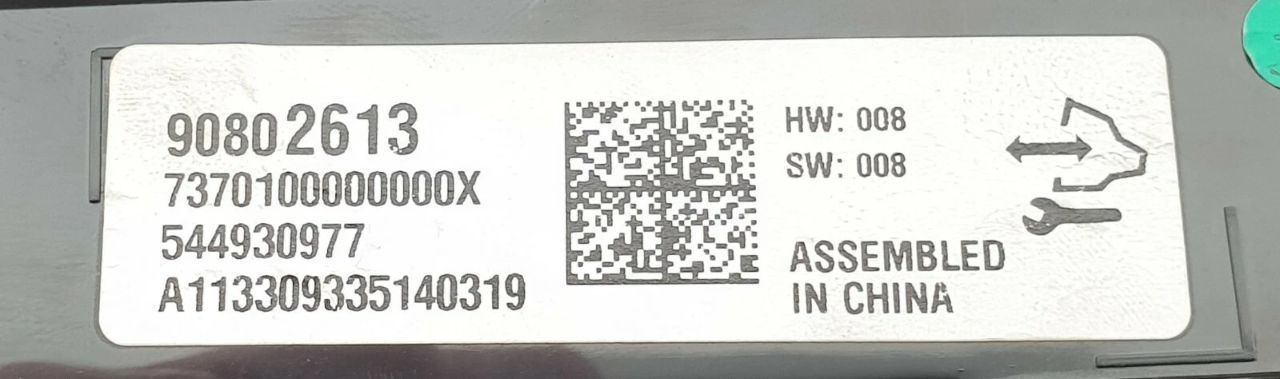 90802613
7370100000000X
544930977
A113309335140319
HW: 008
SW: 008
ASSEMBLED
IN CHINA